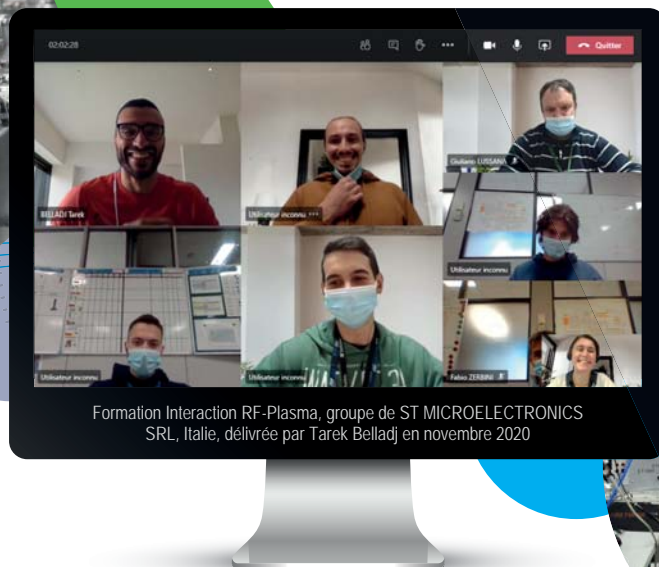 02:02:28
Quitter
BELLADJ Tarek
Utilisateur inconnu
Giuliano LUSSANA
Utilisateur inconnu
Utilisateur inconnu
Utilisateur inconnu
Fabio ZERBINI
Formation Interaction RF-Plasma, groupe de ST MICROELECTRONICS
SRL, Italie, délivrée par Tarek Belladj en novembre 2020